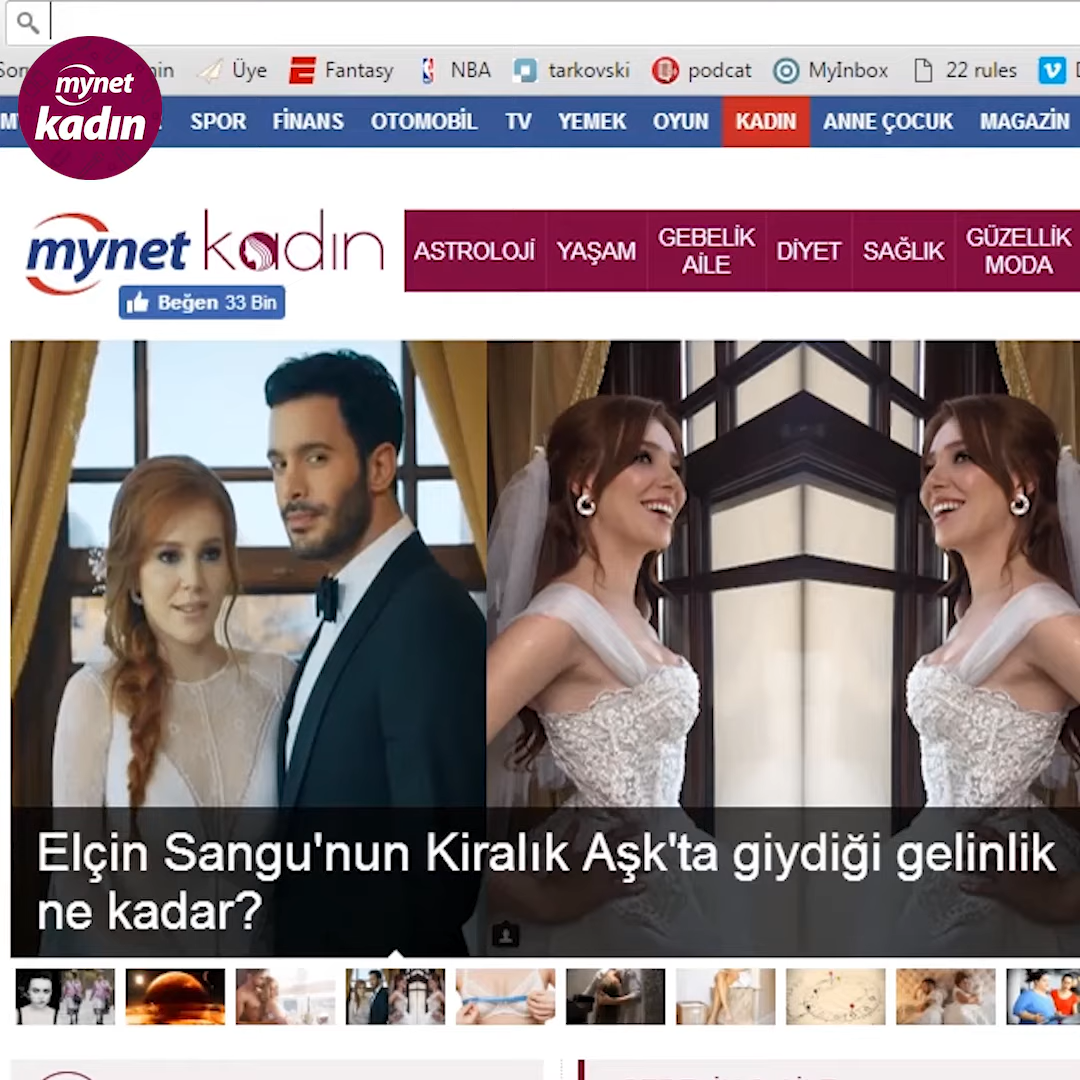 Üye
Fantasy
NBA
tarkovski
podcat
MyInbox
22 rules
mynet
kadın
SPOR
FİNANS
OTOMOBİL
TV
YEMEK
OYUN
KADIN
ANNE ÇOCUK
MAGAZİN
mynet kadın
Beğen 33 Bin
ASTROLOJİ
YAŞAM
GEBELİK
AİLE
DİYET
SAĞLIK
GÜZELLİK
MODA
Elçin Sangu'nun Kiralık Aşk'ta giydiği gelinlik
ne kadar?